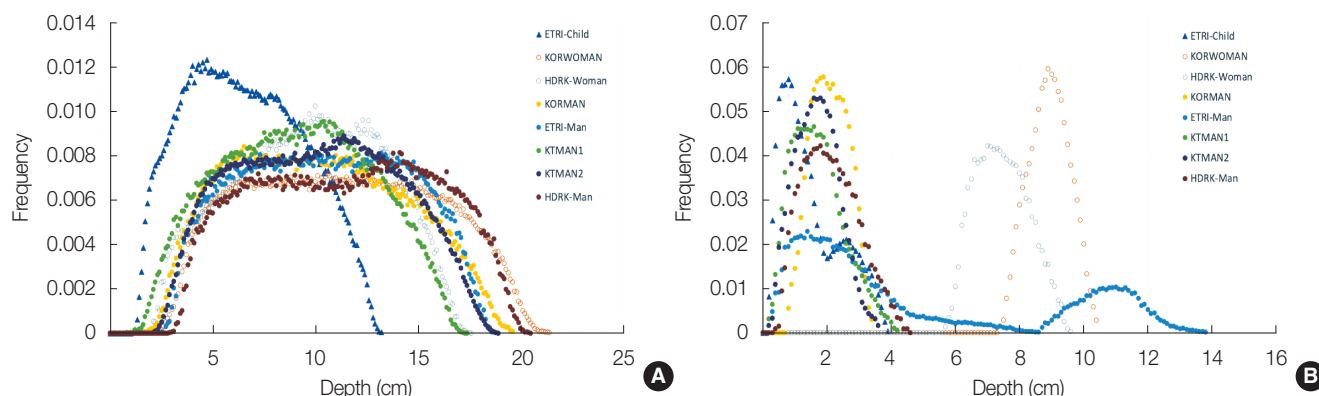 0.014
0.012
0.010
0.008
0.006
0.004
0.002
0
Frequency
5
10
15
20
25
Depth (cm)
ETRI-Child
KORWOMAN
HDRK-Woman
KORMAN
ETRI-Man
KTMAN1
KTMAN2
HDRK-Man
A
0.07
0.06
0.05
0.04
0.03
0.02
0.01
0
Frequency
2
4
6
8
10
12
14
16
Depth (cm)
ETRI-Child
KORWOMAN
HDRK-Woman
KORMAN
ETRI-Man
KTMAN1
KTMAN2
HDRK-Man
B